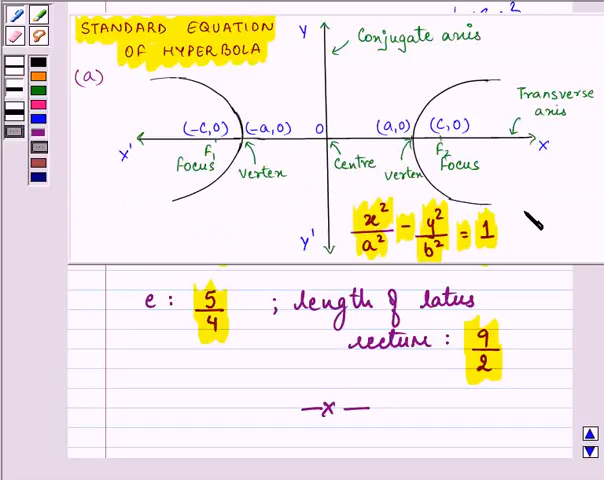 STANDARD EQUATION
OF HYPERBOLA
(a)
Y
Conjugate axis
Transverse
axis
(-C,0) (-a,0) O (a,0) (C,0)
X' X
F₁ F₂
focus vertex Centre vertex Focus
Y'
x²/a² - y²/b² = 1
e : 5/4 ; length of latus
rectum : 9/2
—x—